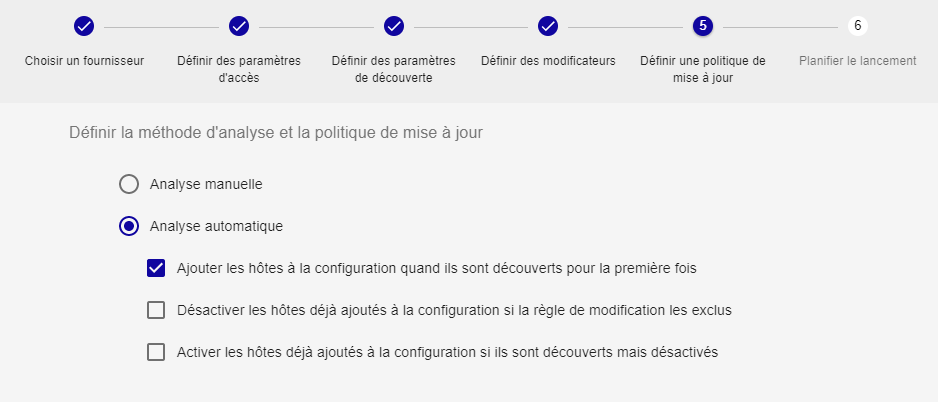 5
6
Choisir un fournisseur
Définir des paramètres
d'accès
Définir des paramètres
de découverte
Définir des modificateurs
Définir une politique de
mise à jour
Planifier le lancement
Définir la méthode d'analyse et la politique de mise à jour
Analyse manuelle
Analyse automatique
Ajouter les hôtes à la configuration quand ils sont découverts pour la première fois
Désactiver les hôtes déjà ajoutés à la configuration si la règle de modification les exclus
Activer les hôtes déjà ajoutés à la configuration si ils sont découverts mais désactivés